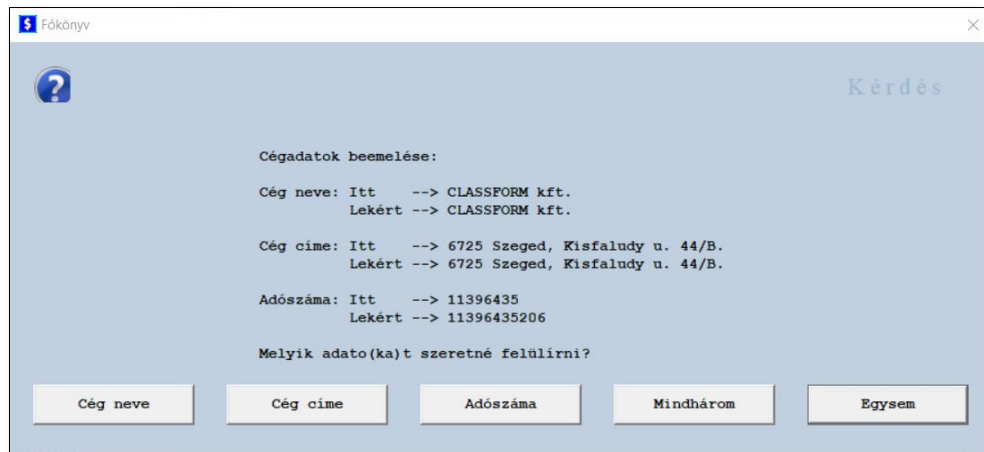 Főkönyv
Kérdés
Cégadatok beemelése:
Cég neve: Itt --> CLASSFORM kft.
Lekért --> CLASSFORM kft.
Cég címe: Itt --> 6725 Szeged, Kisfaludy u. 44/B.
Lekért --> 6725 Szeged, Kisfaludy u. 44/B.
Adószáma: Itt --> 11396435
Lekért --> 11396435206
Melyik adato(ka)t szeretné felülírni?
Cég neve Cég címe Adószáma Mindhárom Egysem